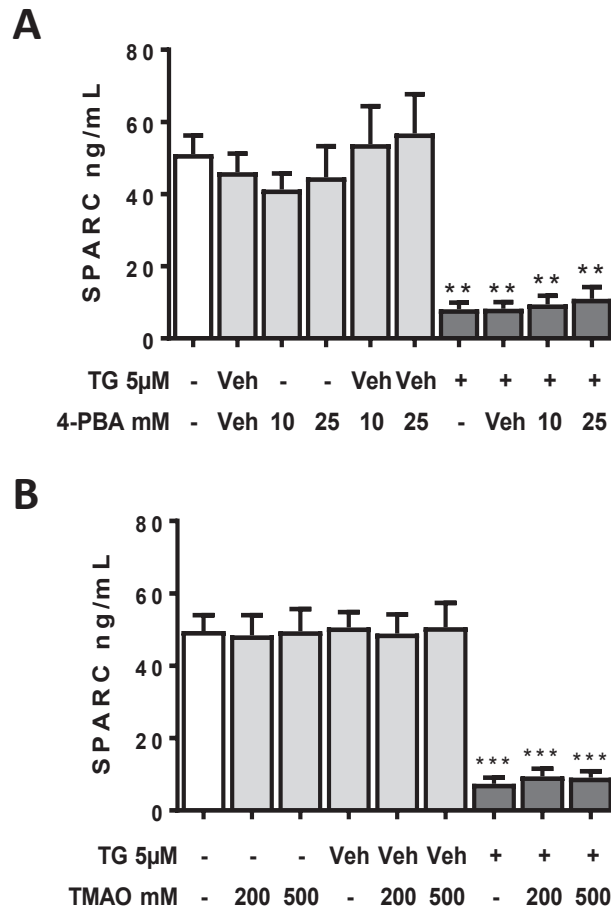 A
SPARC ng/mL
80
60
40
20
0
** ** ** **
TG 5µM - Veh - - Veh Veh + + + +
4-PBA mM - Veh 10 25 10 25 - Veh 10 25
B
SPARC ng/mL
80
60
40
20
0
*** *** ***
TG 5µM - - - Veh Veh Veh + + +
TMAO mM - 200 500 - 200 500 - 200 500